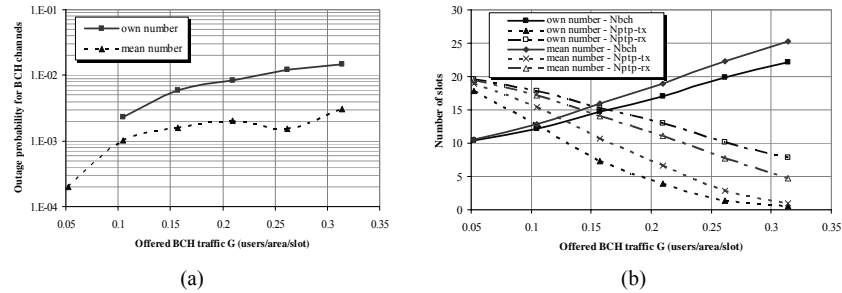 1.E-01
1.E-02
1.E-03
1.E-04
Outage probability for BCH channels
own number
mean number
0.05
0.1
0.15
0.2
0.25
0.3
0.35
Offered BCH traffic G (users/area/slot)
(a)
30
25
20
15
10
5
0
Number of slots
own number - Nbch
own number - Nptp-tx
own number - Nptp-rx
mean number - Nbch
mean number - Nptp-tx
mean number - Nptp-rx
0.05
0.1
0.15
0.2
0.25
0.3
0.35
Offered BCH traffic G (users/area/slot)
(b)